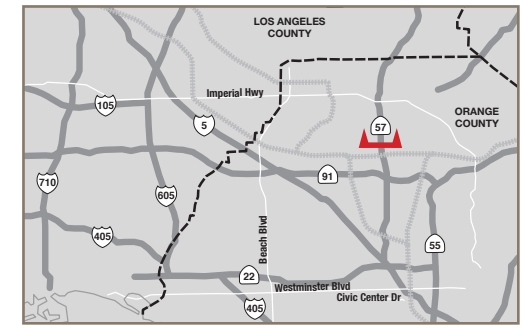 LOS ANGELES
COUNTY
Imperial Hwy
105
5
57
ORANGE
COUNTY
91
710
605
405
55
Beach Blvd
22
Westminster Blvd
Civic Center Dr
405